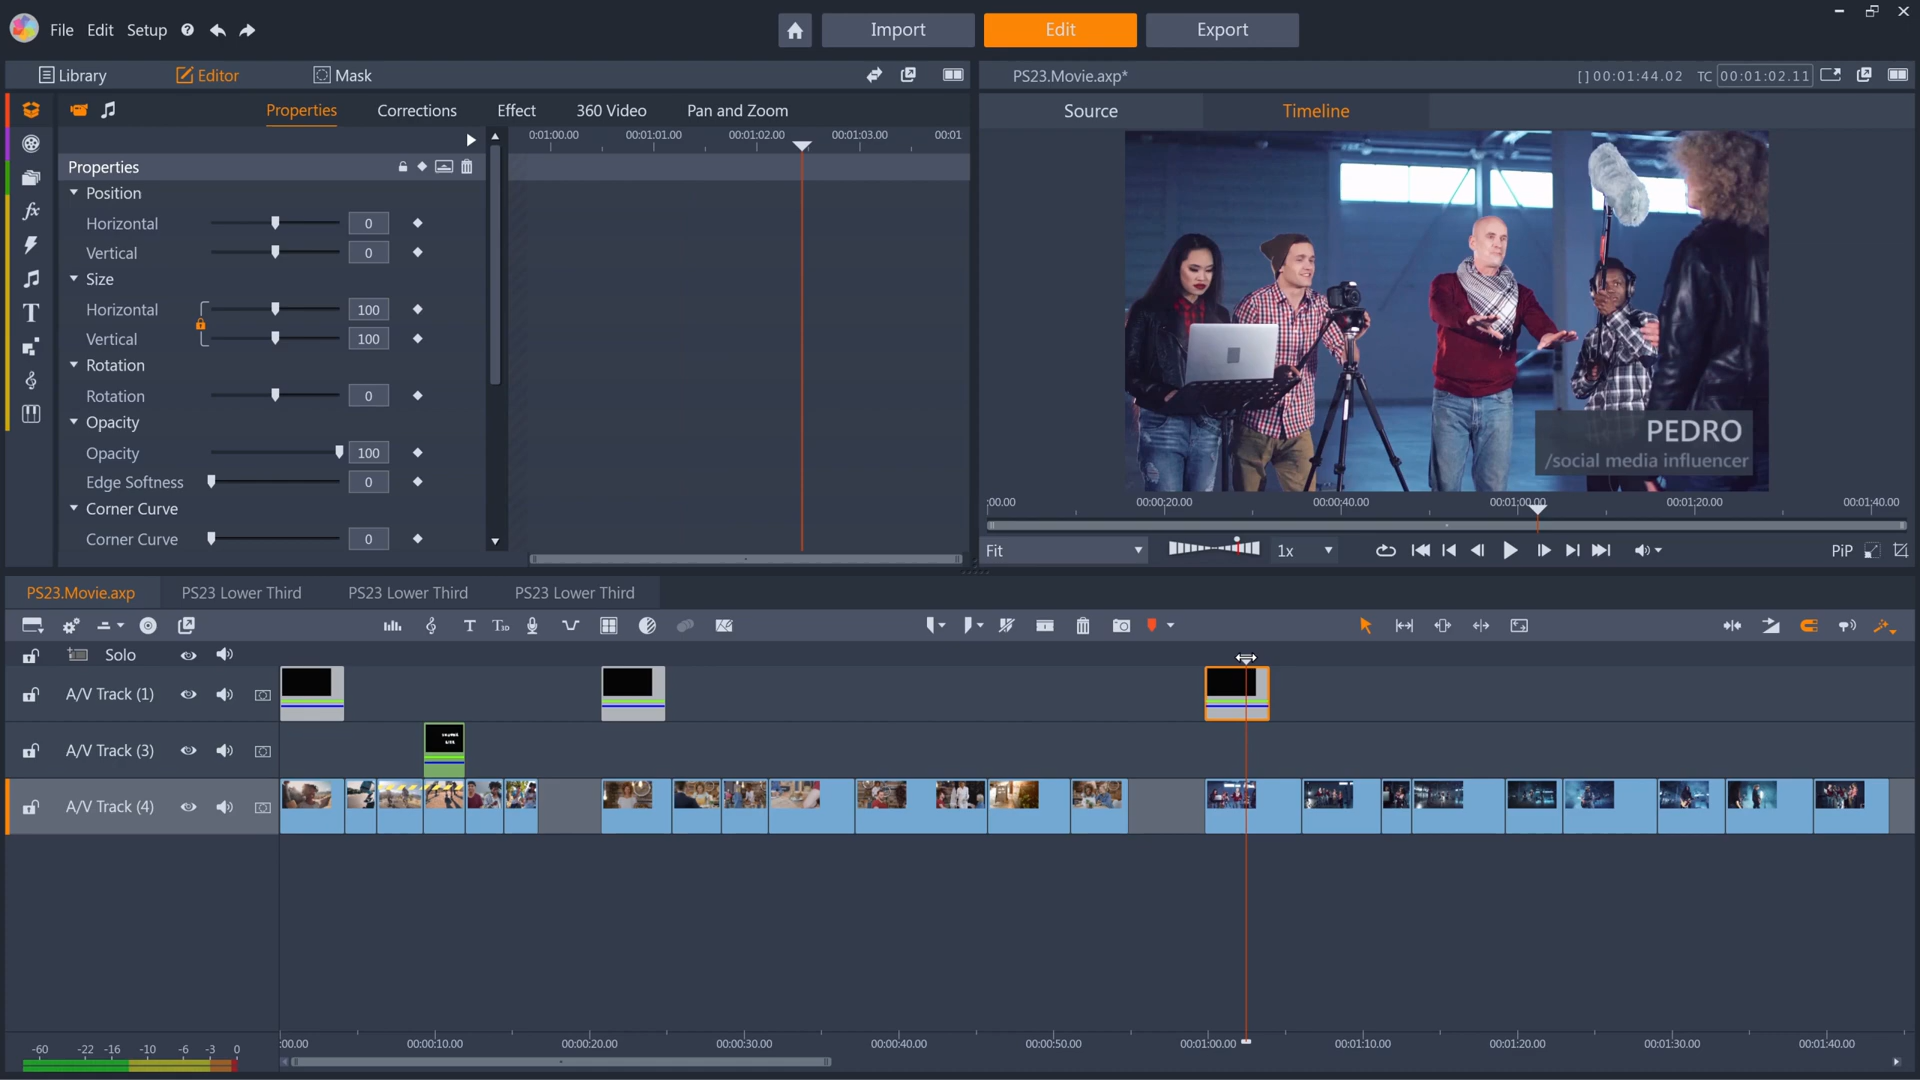 File Edit Setup
Import Edit Export
Library Editor Mask
PS23.Movie.axp*
[ ] 00:01:44.02 TC 00:01:02.11
Properties Corrections Effect 360 Video Pan and Zoom
Source Timeline
0:01:00.00 00:01:01.00 00:01:02.00 00:01:03.00 00:01
Properties
Position
Horizontal 0
Vertical 0
Size
Horizontal 100
Vertical 100
Rotation
Rotation 0
Opacity
Opacity 100
Edge Softness 0
Corner Curve
Corner Curve 0
PEDRO
/social media influencer
:00.00 00:00:20.00 00:00:40.00 00:01:00.00 00:01:20.00 00:01:40.00
Fit 1x PiP
PS23.Movie.axp PS23 Lower Third PS23 Lower Third PS23 Lower Third
Solo
A/V Track (1)
A/V Track (3)
A/V Track (4)
-60 -22 -16 -10 -6 -3 0
:00.00 00:00:10.00 00:00:20.00 00:00:30.00 00:00:40.00 00:00:50.00 00:01:00.00 00:01:10.00 00:01:20.00 00:01:30.00 00:01:40.00